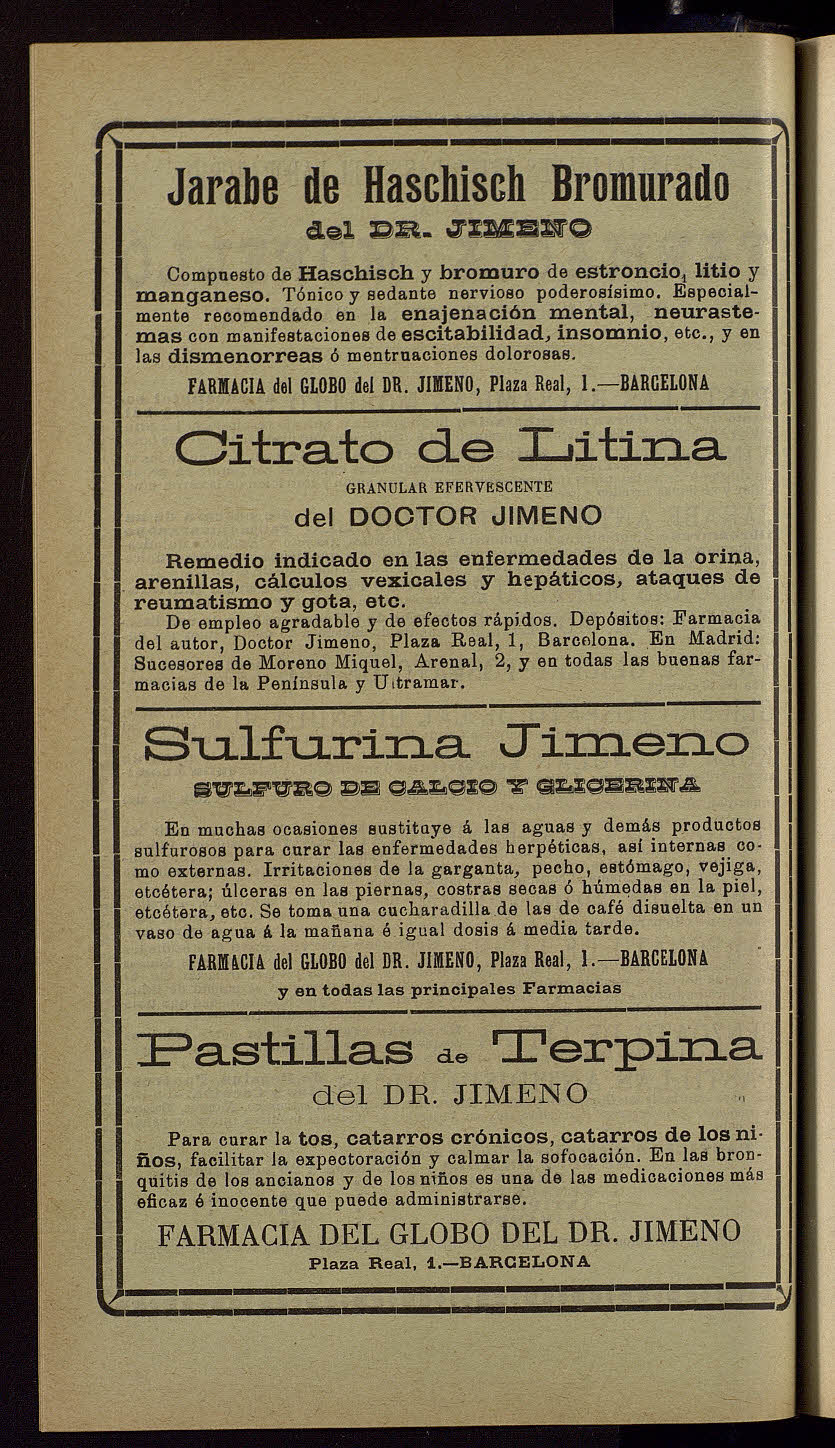 Jarabe de Haschisch Bromurado
del DR. JIMENO
Compuesto de Haschisch y bromuro de estroncio, litio y
manganeso. Tónico y sedante nervioso poderosísimo. Especial-
mente recomendado en la enajenación mental, neuraste-
mas con manifestaciones de escitabilidad, insomnio, etc., y en
las dismenorreas ó mentruaciones dolorosas.
FARMACIA del GLOBO del DR. JIMENO, Plaza Real, 1.—BARCELONA
Citrato de Litina
GRANULAR EFERVESCENTE
del DOCTOR JIMENO
Remedio indicado en las enfermedades de la orina,
arenillas, cálculos vexicales y hepáticos, ataques de
reumatismo y gota, etc.
De empleo agradable y de efectos rápidos. Depósitos: Farmacia
del autor, Doctor Jimeno, Plaza Real, 1, Barcelona. En Madrid:
Sucesores de Moreno Miquel, Arenal, 2, y en todas las buenas far-
macias de la Península y Ultramar.
Sulfurina Jimeno
SULFURO DE CALCIO Y GLICERINA
En muchas ocasiones sustituye á las aguas y demás productos
sulfurosos para curar las enfermedades herpéticas, así internas co-
mo externas. Irritaciones de la garganta, pecho, estómago, vejiga,
etcétera; úlceras en las piernas, costras secas ó húmedas en la piel,
etcétera, etc. Se toma una cucharadilla de las de café disuelta en un
vaso de agua á la mañana é igual dosis á media tarde.
FARMACIA del GLOBO del DR. JIMENO, Plaza Real, 1.—BARCELONA
y en todas las principales Farmacias
Pastillas de Terpina
del DR. JIMENO
Para curar la tos, catarros crónicos, catarros de los ni-
ños, facilitar la expectoración y calmar la sofocación. En las bron-
quitis de los ancianos y de los niños es una de las medicaciones más
eficaz é inocente que puede administrarse.
FARMACIA DEL GLOBO DEL DR. JIMENO
Plaza Real, 1.—BARCELONA